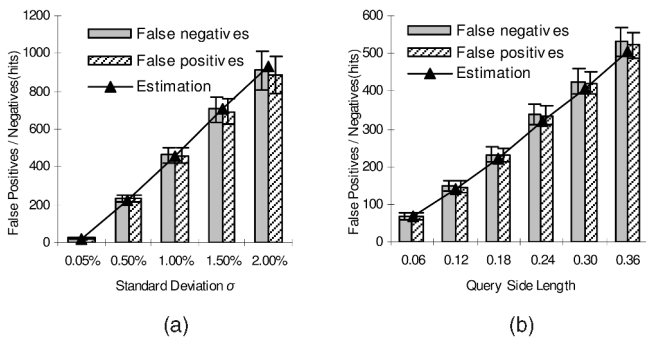 1200
1000
800
600
400
200
0
False Positives / Negatives(hits)
False negatives
False positives
Estimation
0.05% 0.50% 1.00% 1.50% 2.00%
Standard Deviation σ
(a)
600
500
400
300
200
100
0
False Positives / Negatives(hits)
False negatives
False positives
Estimation
0.06 0.12 0.18 0.24 0.30 0.36
Query Side Length
(b)